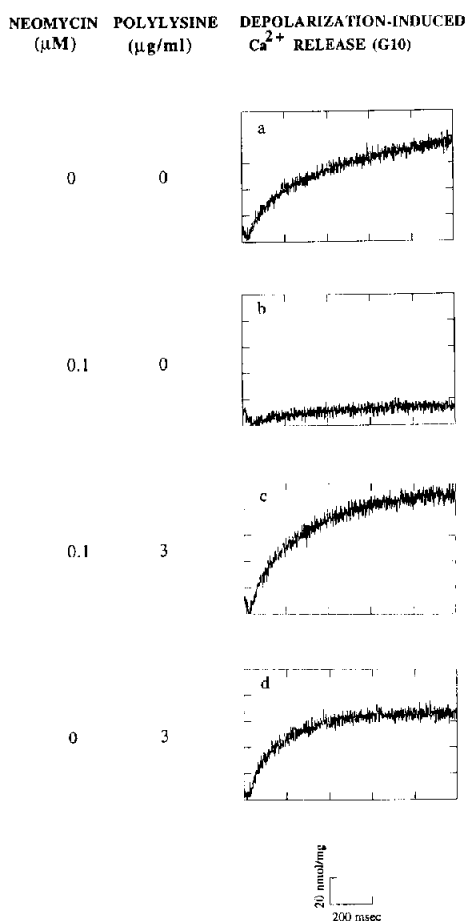 NEOMYCIN POLYLYSINE DEPOLARIZATION-INDUCED
(μM) (μg/ml) Ca2+ RELEASE (G10)
a
0 0
b
0.1 0
c
0.1 3
d
0 3
20 nmol/mg
200 msec